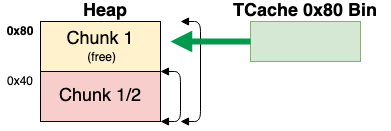 Heap
TCache 0x80 Bin
0x80
Chunk 1
(free)
0x40
Chunk 1/2